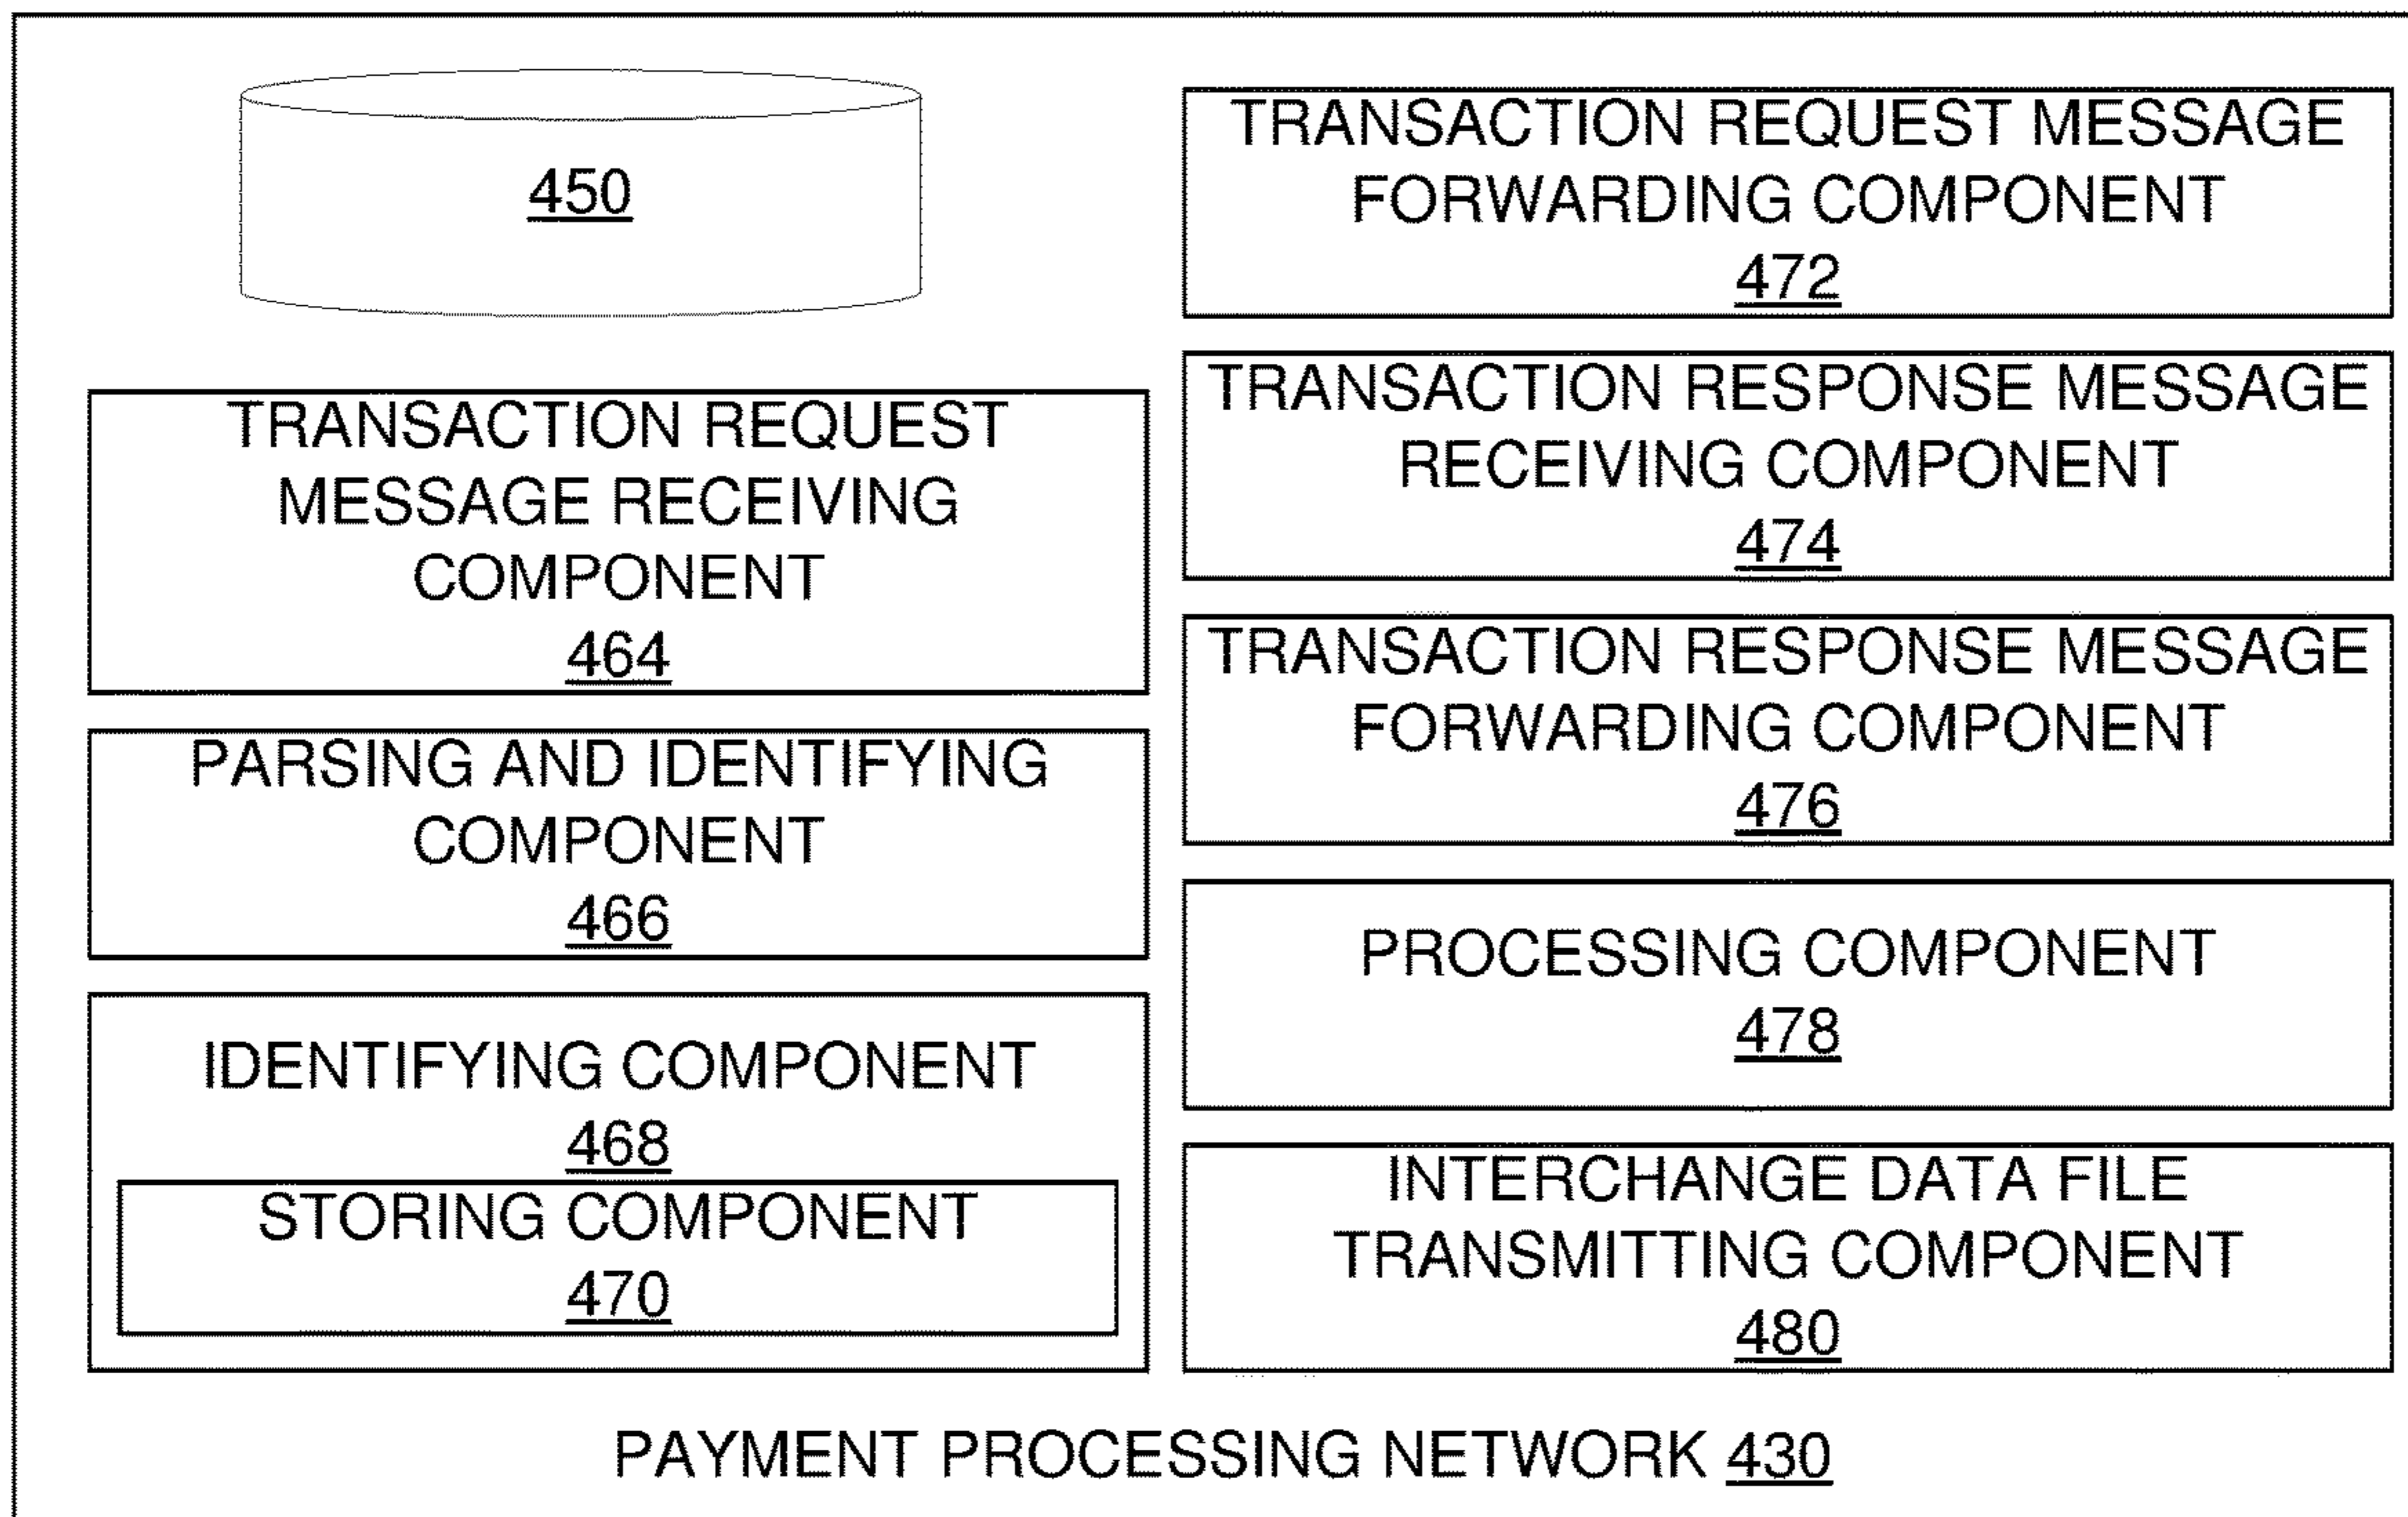 450
TRANSACTION REQUEST
MESSAGE RECEIVING
COMPONENT
464
PARSING AND IDENTIFYING
COMPONENT
466
IDENTIFYING COMPONENT
468
STORING COMPONENT
470
TRANSACTION REQUEST MESSAGE
FORWARDING COMPONENT
472
TRANSACTION RESPONSE MESSAGE
RECEIVING COMPONENT
474
TRANSACTION RESPONSE MESSAGE
FORWARDING COMPONENT
476
PROCESSING COMPONENT
478
INTERCHANGE DATA FILE
TRANSMITTING COMPONENT
480
PAYMENT PROCESSING NETWORK 430